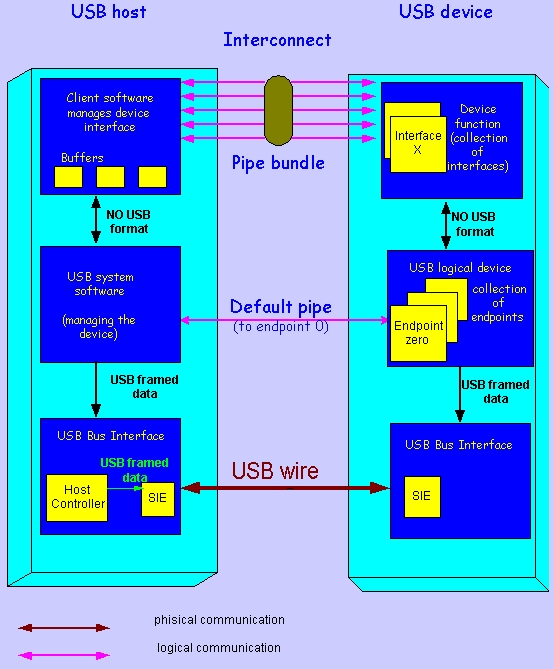 USB host
USB device
Interconnect
Client software
manages device
interface
Buffers
Pipe bundle
Interface
X
Device
function
(collection
of
interfaces)
NO USB
format
NO USB
format
USB system
software
(managing the
device)
Default pipe
(to endpoint 0)
USB logical device
collection
of
endpoints
Endpoint
zero
USB framed
data
USB framed
data
USB Bus Interface
USB framed
data
Host
Controller
SIE
USB wire
USB Bus Interface
SIE
phisical communication
logical communication